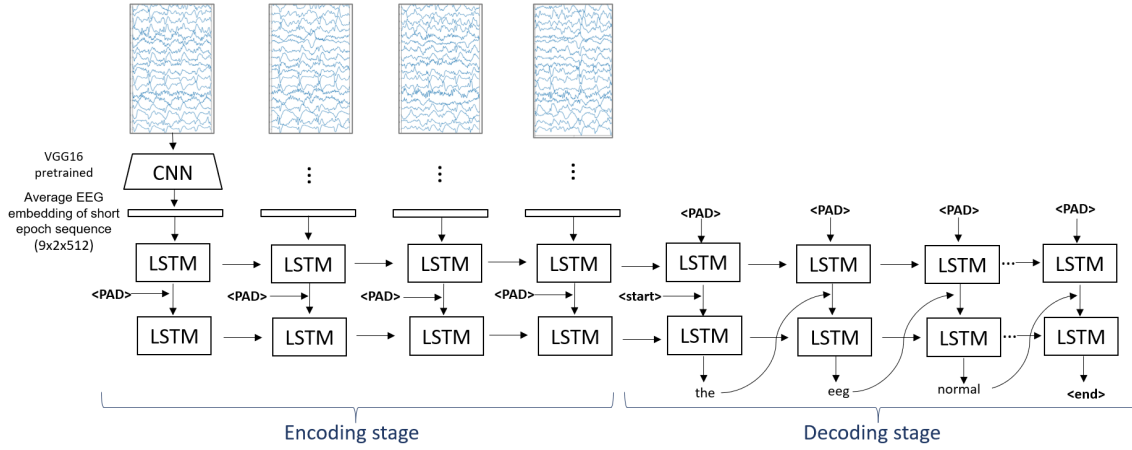 VGG16
pretrained
CNN
Average EEG
embedding of short
epoch sequence
(9x2x512)
<PAD> <PAD> <PAD> <PAD>
LSTM LSTM LSTM LSTM LSTM LSTM LSTM ... LSTM
<PAD> <PAD> <PAD> <PAD> <start>
LSTM LSTM LSTM LSTM LSTM LSTM LSTM ... LSTM
the eeg normal <end>
Encoding stage Decoding stage